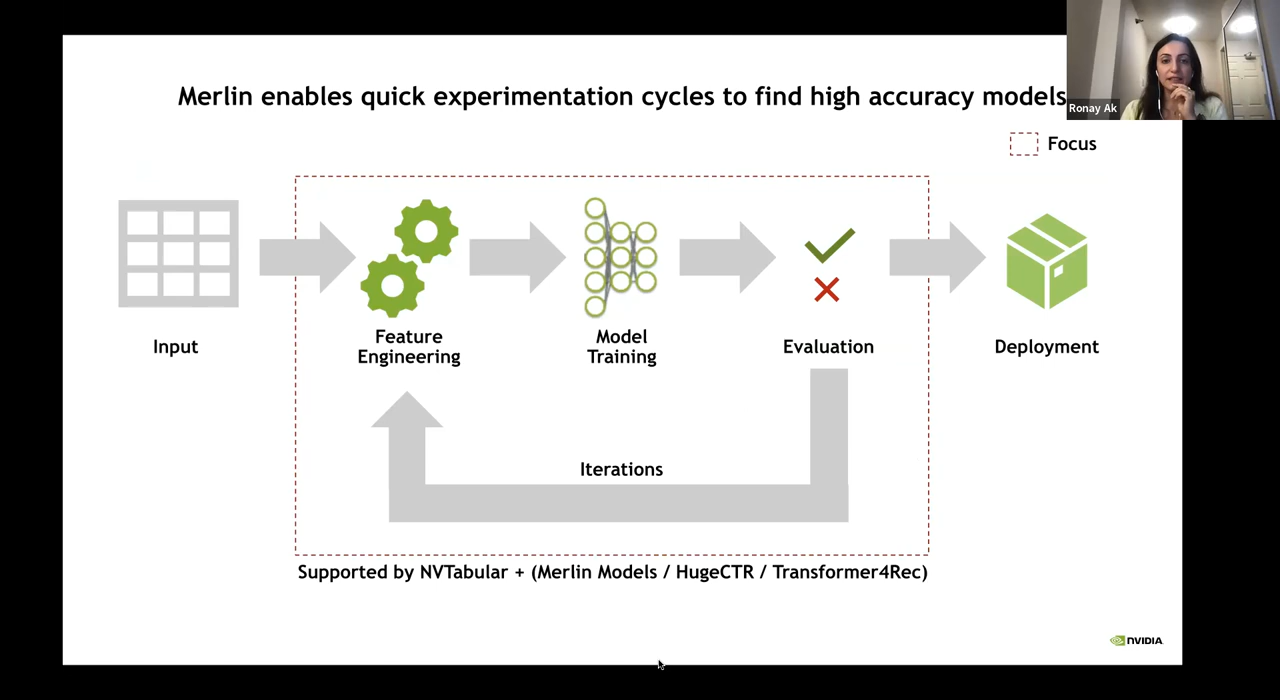 Merlin enables quick experimentation cycles to find high accuracy models
Ronay Ak
Focus
Input
Feature
Engineering
Model
Training
Evaluation
Deployment
Iterations
Supported by NVTabular + (Merlin Models / HugeCTR / Transformer4Rec)
NVIDIA